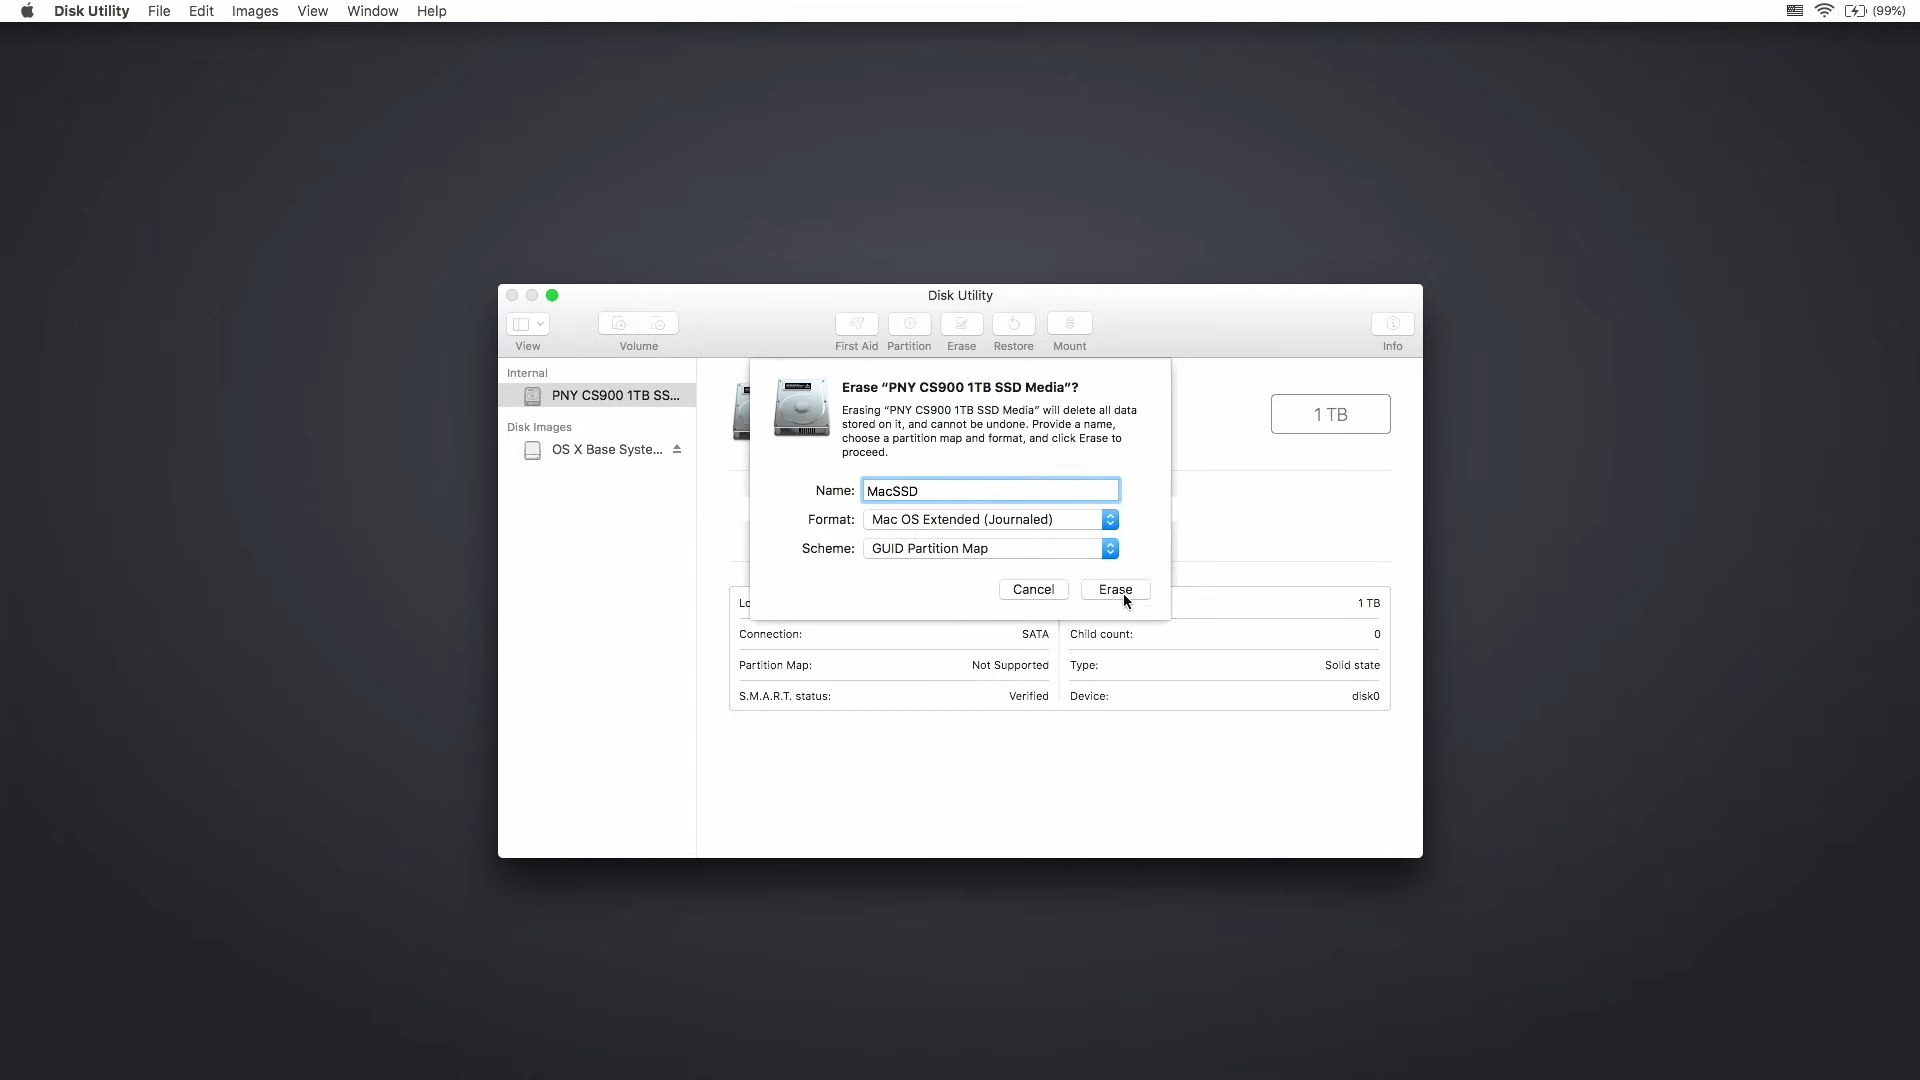 Disk Utility File Edit Images View Window Help (99%)
Disk Utility
View Volume First Aid Partition Erase Restore Mount Info
Internal
PNY CS900 1TB SS...
Disk Images
OS X Base Syste...
Erase “PNY CS900 1TB SSD Media”?
Erasing “PNY CS900 1TB SSD Media” will delete all data
stored on it, and cannot be undone. Provide a name,
choose a partition map and format, and click Erase to
proceed.
1 TB
Name: MacSSD
Format: Mac OS Extended (Journaled)
Scheme: GUID Partition Map
Cancel Erase
Lo 1 TB
Connection: SATA Child count: 0
Partition Map: Not Supported Type: Solid state
S.M.A.R.T. status: Verified Device: disk0